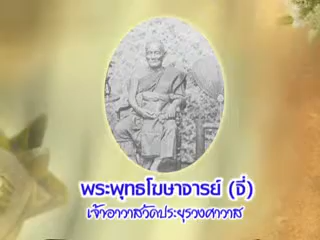 พระพุทธโฆษาจารย์ (จี่)
เจ้าอาวาสวัดประยุรวงศาวาส